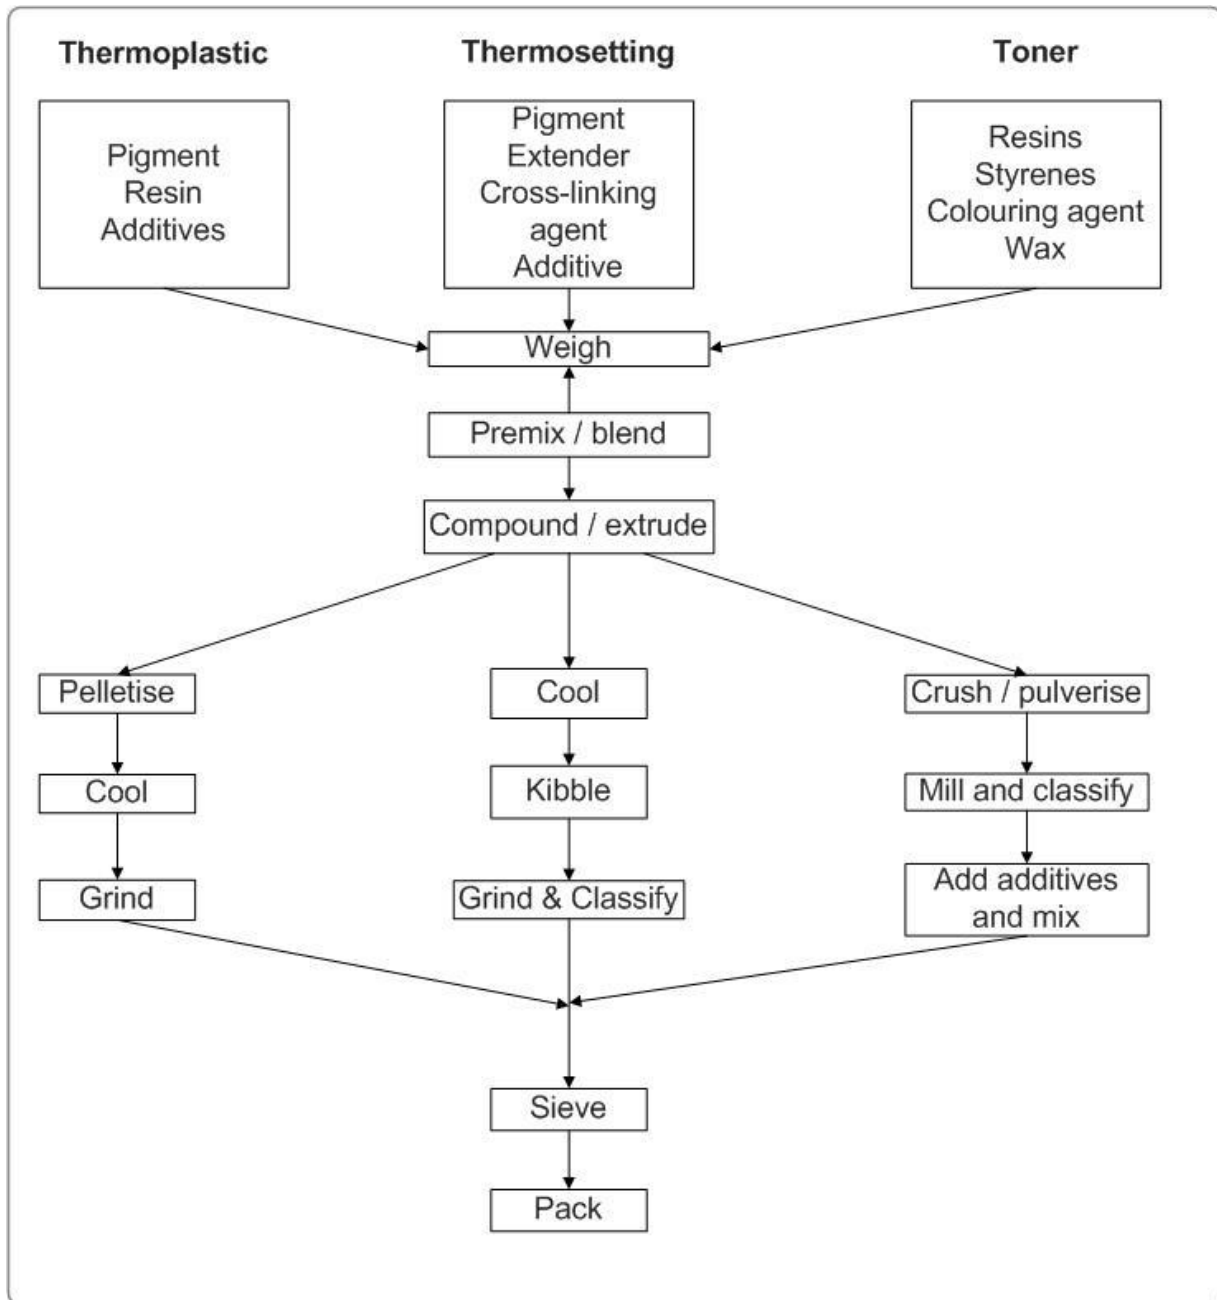 Thermoplastic
Thermosetting
Toner
Pigment
Resin
Additives
Pigment
Extender
Cross-linking
agent
Additive
Resins
Styrenes
Colouring agent
Wax
Weigh
Premix / blend
Compound / extrude
Pelletise
Cool
Grind
Cool
Kibble
Grind & Classify
Crush / pulverise
Mill and classify
Add additives
and mix
Sieve
Pack